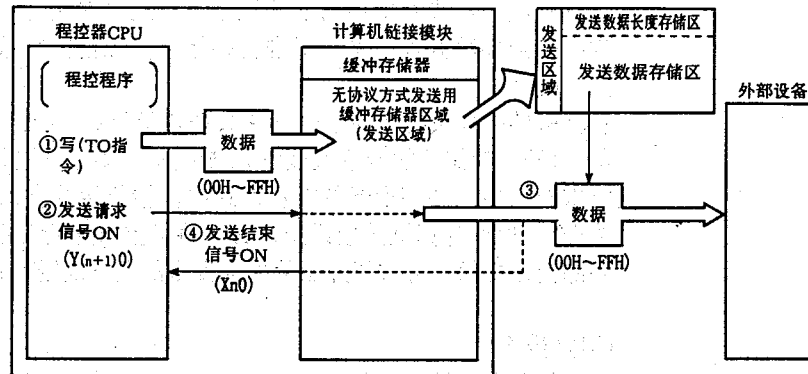 程控器CPU
程控程序
①写(TO指
令)
数据
(00H～FFH)
②发送请求
信号ON
(Y(n+1)0)
④发送结束
信号ON
(Xn0)
计算机链接模块
缓冲存储器
无协议方式发送用
缓冲存储器区域
(发送区域)
发送区域
发送数据长度存储区
发送数据存储区
③
数据
(00H～FFH)
外部设备